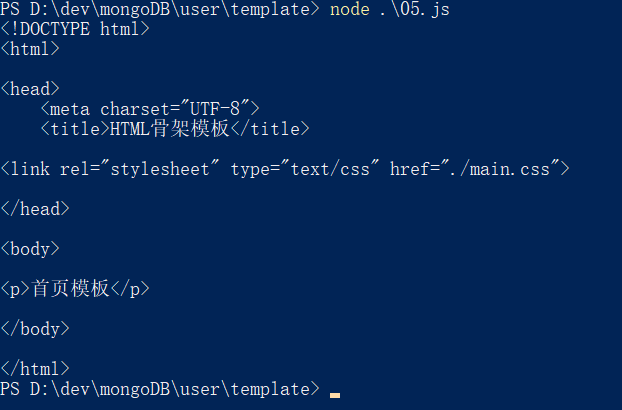 PS D:\dev\mongoDB\user\template> node .\05.js
<!DOCTYPE html>
<html>
<head>
    <meta charset="UTF-8">
    <title>HTML骨架模板</title>
<link rel="stylesheet" type="text/css" href="./main.css">
</head>
<body>
<p>首页模板</p>
</body>
</html>
PS D:\dev\mongoDB\user\template>